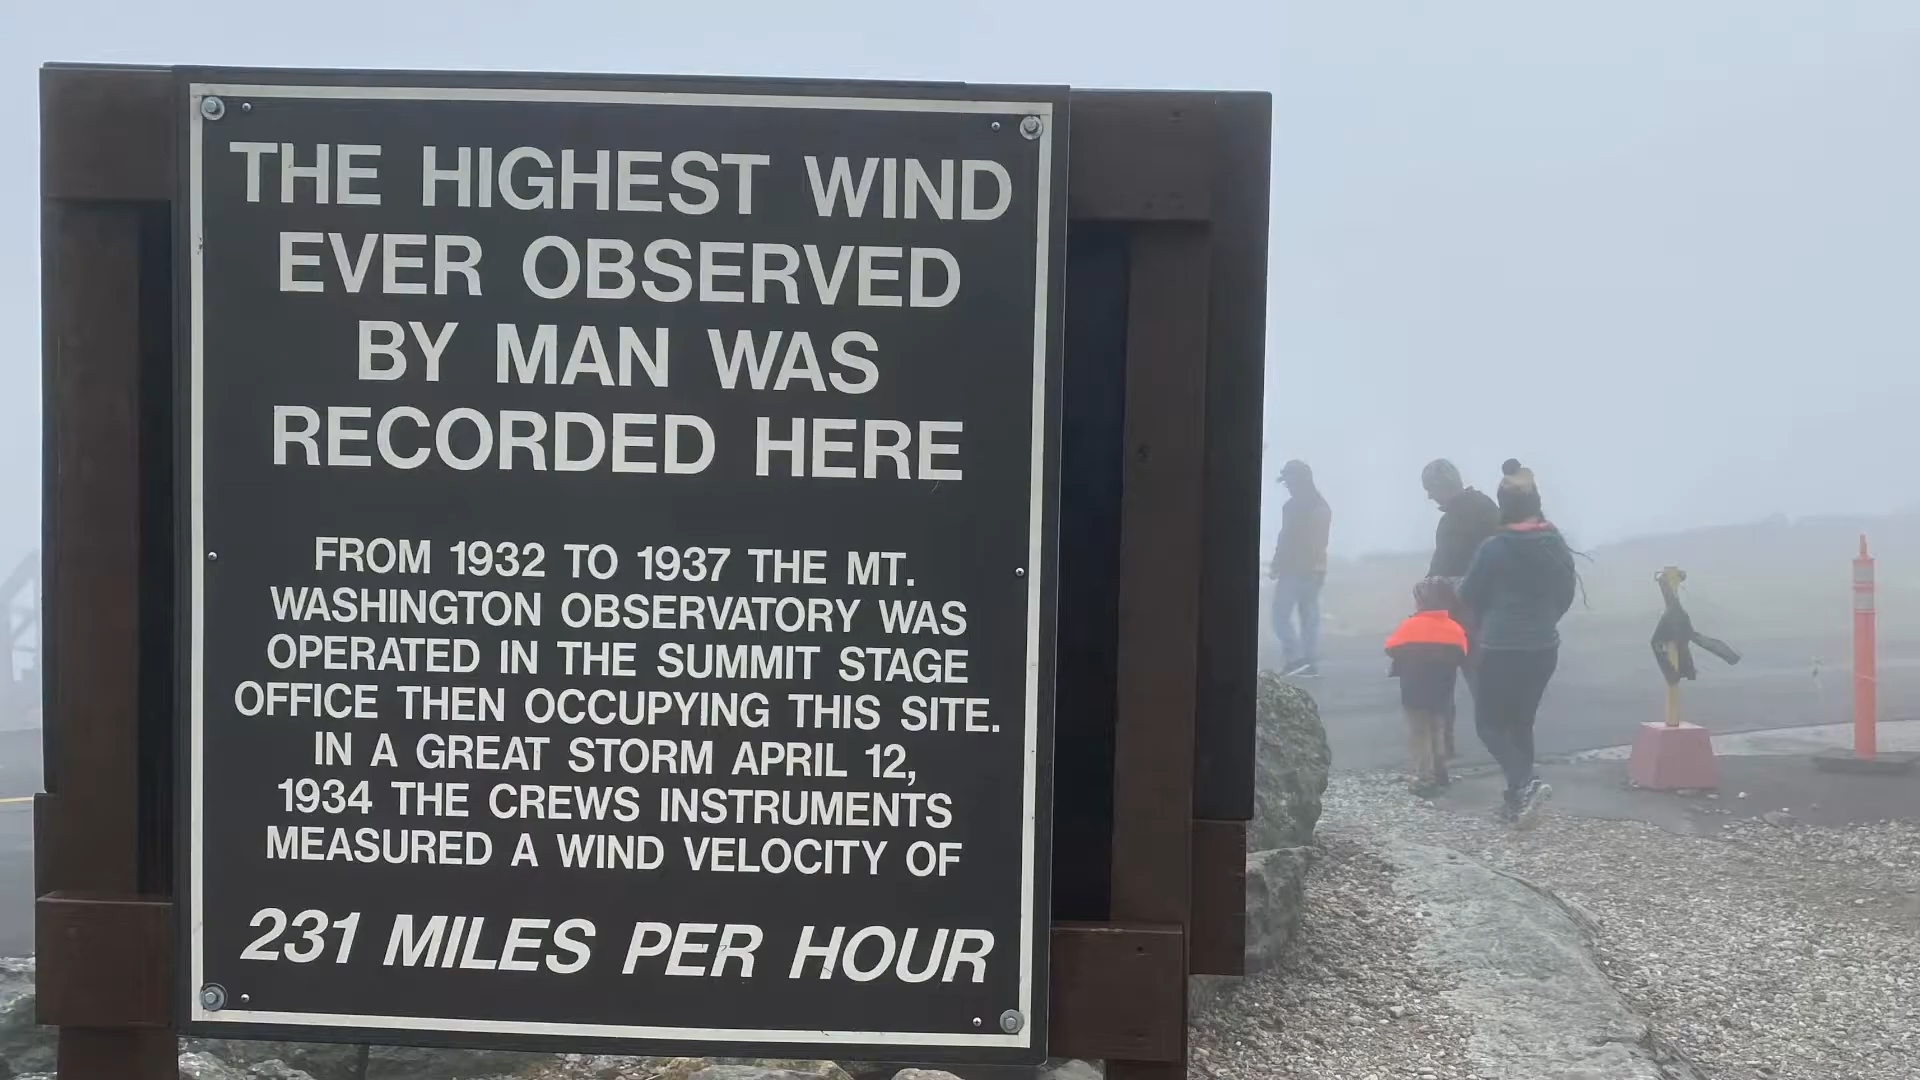 THE HIGHEST WIND
EVER OBSERVED
BY MAN WAS
RECORDED HERE
FROM 1932 TO 1937 THE MT.
WASHINGTON OBSERVATORY WAS
OPERATED IN THE SUMMIT STAGE
OFFICE THEN OCCUPYING THIS SITE.
IN A GREAT STORM APRIL 12,
1934 THE CREWS INSTRUMENTS
MEASURED A WIND VELOCITY OF
231 MILES PER HOUR